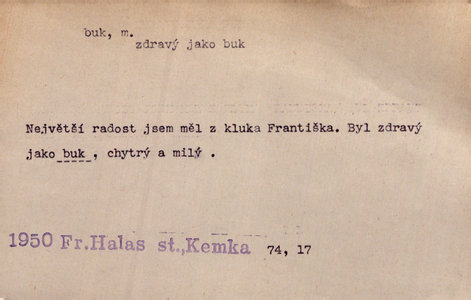 buk, m.
zdravý jako buk
Největší radost jsem měl z kluka Františka. Byl zdravý
jako buk , chytrý a milý .
1950 Fr.Halas st.,Kemka 74, 17